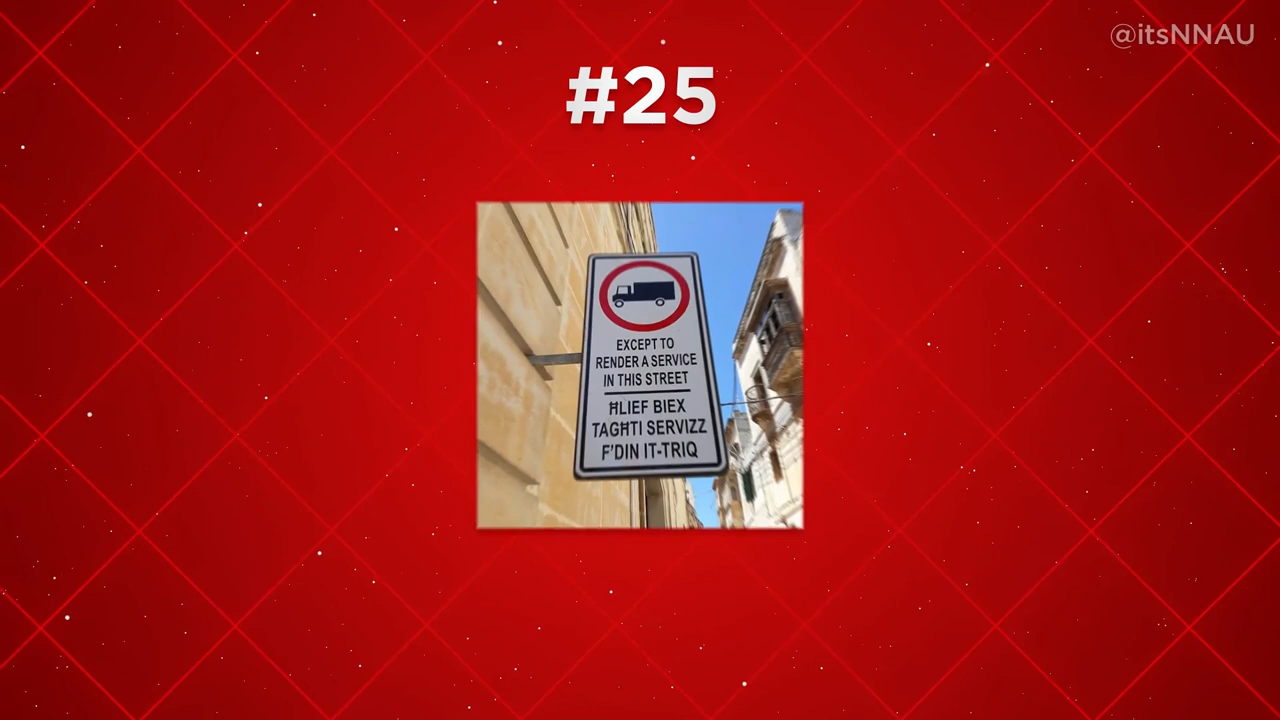 @itsNNAU
#25
EXCEPT TO
RENDER A SERVICE
IN THIS STREET
ĦLIEF BIEX
TAGĦTI SERVIZZ
F'DIN IT-TRIQ